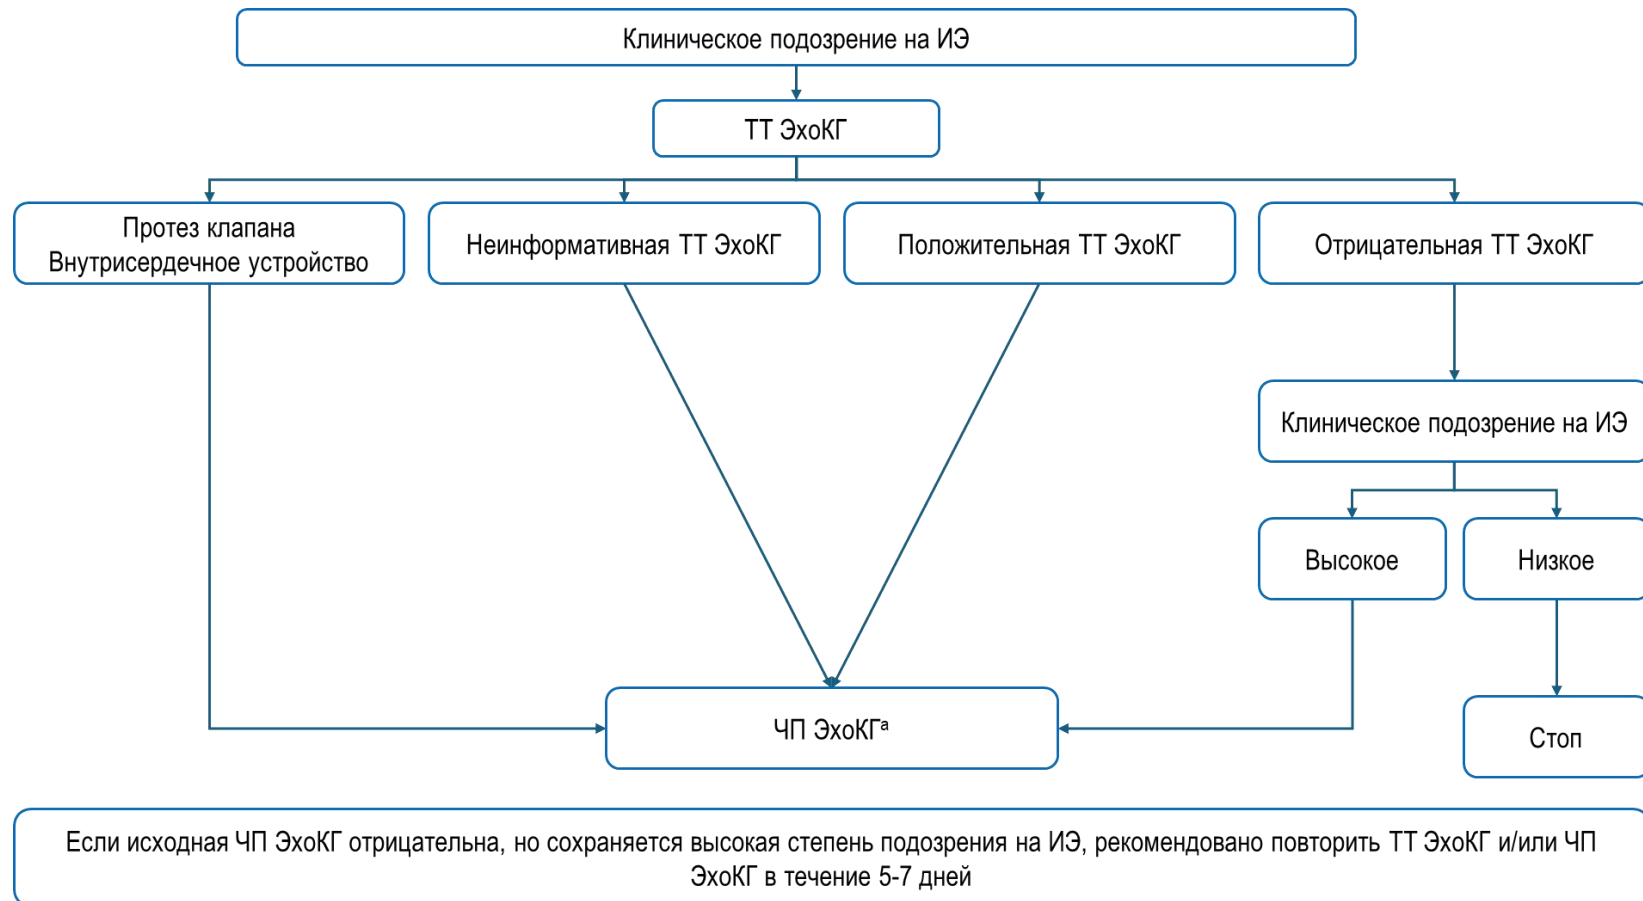 Клиническое подозрение на ИЭ
ТТ ЭхоКГ
Протез клапана
Внутрисердечное устройство
Неинформативная ТТ ЭхоКГ
Положительная ТТ ЭхоКГ
Отрицательная ТТ ЭхоКГ
Клиническое подозрение на ИЭ
Высокое
Низкое
ЧП ЭхоКГᵃ
Стоп
Если исходная ЧП ЭхоКГ отрицательна, но сохраняется высокая степень подозрения на ИЭ, рекомендовано повторить ТТ ЭхоКГ и/или ЧП
ЭхоКГ в течение 5-7 дней